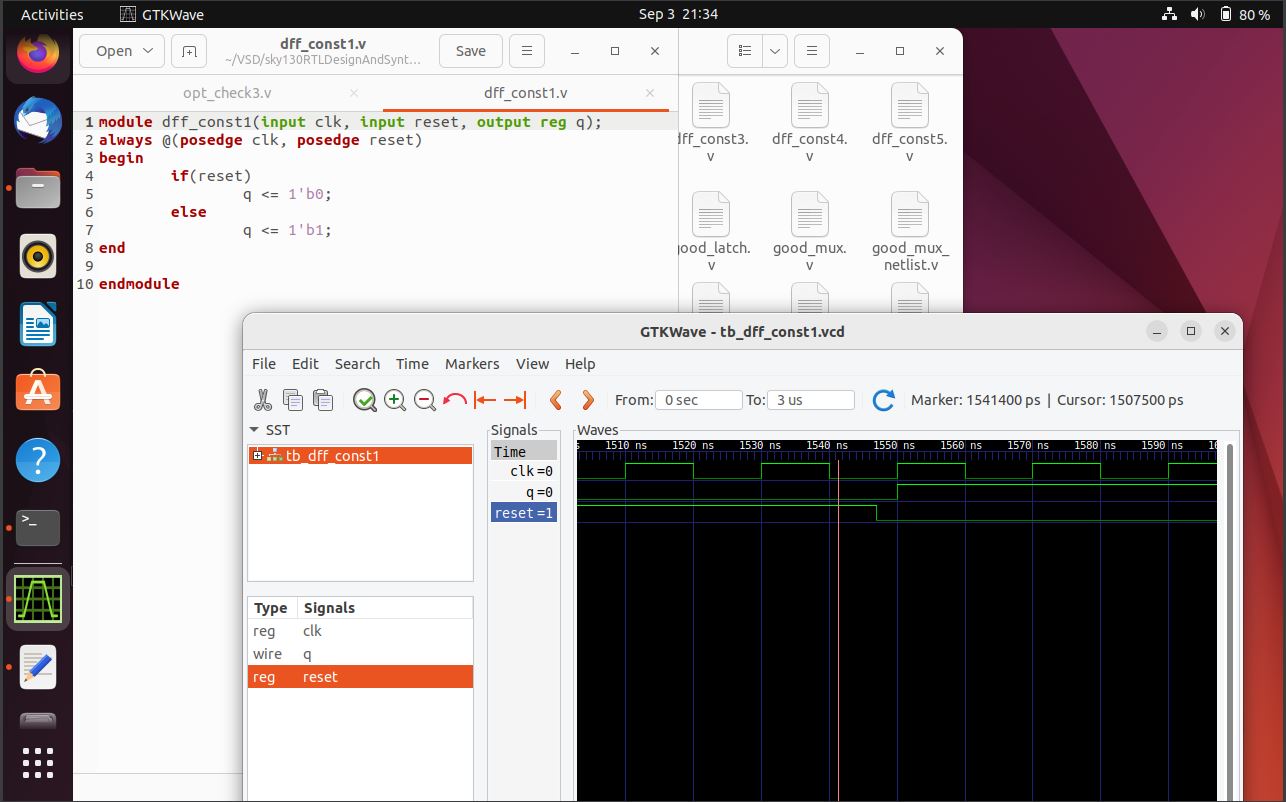 Activities GTKWave Sep 3 21:34 80 %
Open dff_const1.v Save
~/VSD/sky130RTLDesignAndSynt...
opt_check3.v dff_const1.v
1 module dff_const1(input clk, input reset, output reg q);
2 always @(posedge clk, posedge reset)
3 begin
4 if(reset)
5 q <= 1'b0;
6 else
7 q <= 1'b1;
8 end
9
10 endmodule
dff_const3.v
dff_const4.v
dff_const5.v
good_latch.v
good_mux.v
good_mux_netlist.v
GTKWave - tb_dff_const1.vcd
File Edit Search Time Markers View Help
From: 0 sec To: 3 us Marker: 1541400 ps | Cursor: 1507500 ps
SST
tb_dff_const1
Type Signals
reg clk
wire q
reg reset
Signals
Time
clk=0
q=0
reset=1
Waves
1510 ns 1520 ns 1530 ns 1540 ns 1550 ns 1560 ns 1570 ns 1580 ns 1590 ns